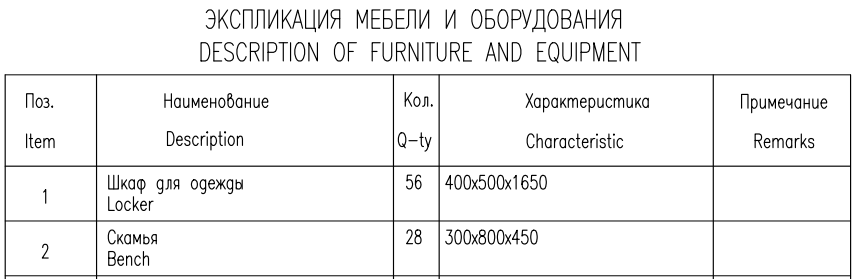 ЭКСПЛИКАЦИЯ МЕБЕЛИ И ОБОРУДОВАНИЯ
DESCRIPTION OF FURNITURE AND EQUIPMENT
Поз. Наименование Кол. Характеристика Примечание
Item Description Q-ty Characteristic Remarks
1 Шкаф для одежды 56 400x500x1650
Locker
2 Скамья 28 300x800x450
Bench